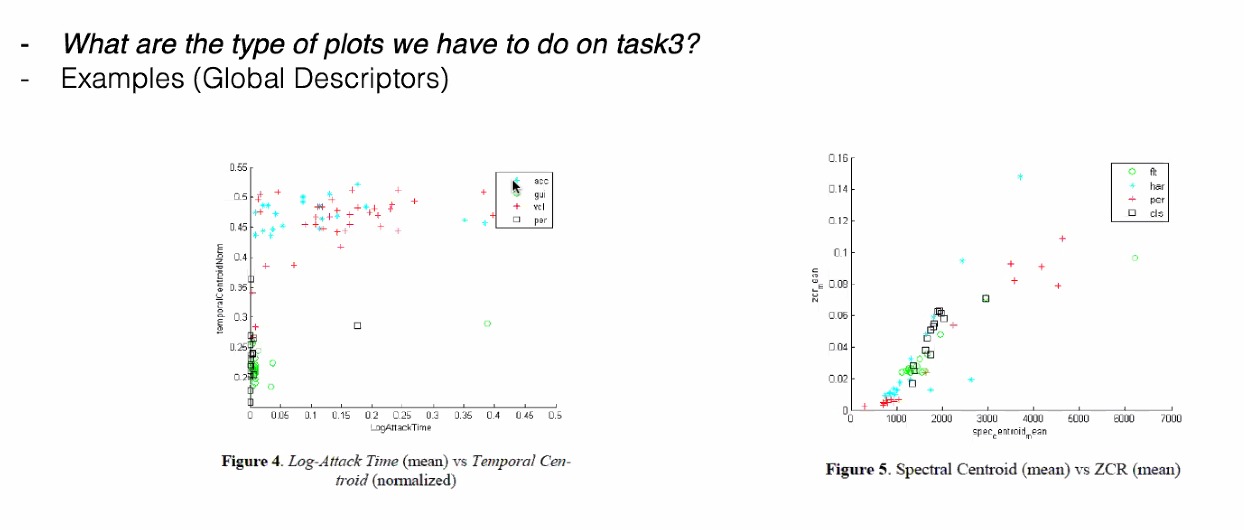 - What are the type of plots we have to do on task3?
- Examples (Global Descriptors)
0.55
0.5
0.45
0.4
0.35
0.3
0.25
0.2
0 0.05 0.1 0.15 0.2 0.25 0.3 0.35 0.4 0.45 0.5
temporalCentroidNorm
LogAttackTime
acc
gui
vcl
per
Figure 4. Log-Attack Time (mean) vs Temporal Cen-
troid (normalized)
0.16
0.14
0.12
0.1
0.08
0.06
0.04
0.02
0
0 1000 2000 3000 4000 5000 6000 7000
zcr_mean
spec_centroid_mean
flt
har
per
cls
Figure 5. Spectral Centroid (mean) vs ZCR (mean)